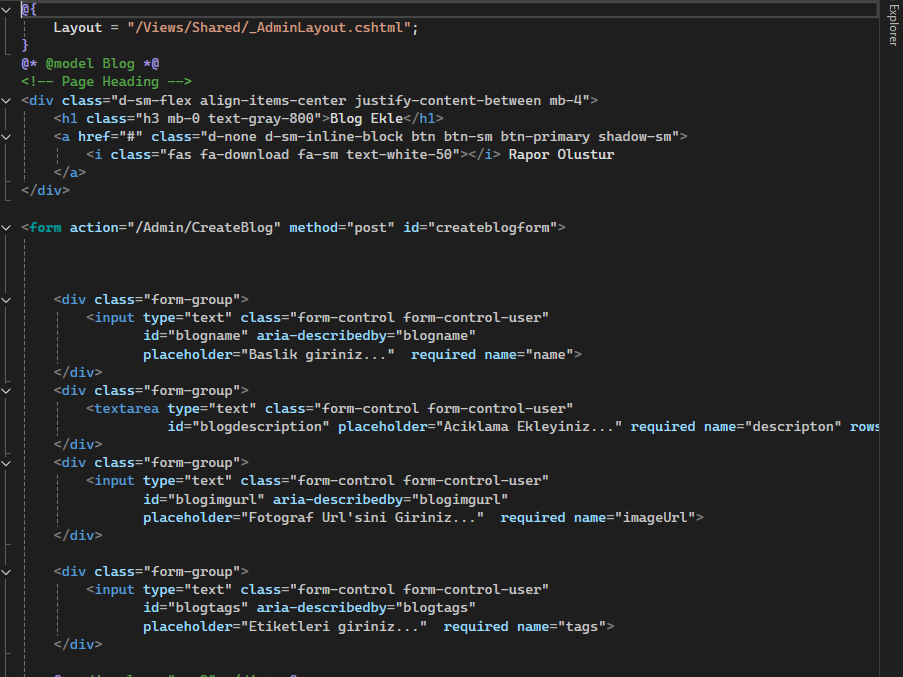 @{
    Layout = "/Views/Shared/_AdminLayout.cshtml";
}
@* @model Blog *@
<!-- Page Heading -->
<div class="d-sm-flex align-items-center justify-content-between mb-4">
    <h1 class="h3 mb-0 text-gray-800">Blog Ekle</h1>
    <a href="#" class="d-none d-sm-inline-block btn btn-sm btn-primary shadow-sm">
        <i class="fas fa-download fa-sm text-white-50"></i> Rapor Olustur
    </a>
</div>
<form action="/Admin/CreateBlog" method="post" id="createblogform">
    <div class="form-group">
        <input type="text" class="form-control form-control-user"
               id="blogname" aria-describedby="blogname"
               placeholder="Baslik giriniz..."  required name="name">
    </div>
    <div class="form-group">
        <textarea type="text" class="form-control form-control-user"
                  id="blogdescription" placeholder="Aciklama Ekleyiniz..." required name="descripton" rows
    </div>
    <div class="form-group">
        <input type="text" class="form-control form-control-user"
               id="blogimgurl" aria-describedby="blogimgurl"
               placeholder="Fotograf Url'sini Giriniz..."  required name="imageUrl">
    </div>
    <div class="form-group">
        <input type="text" class="form-control form-control-user"
               id="blogtags" aria-describedby="blogtags"
               placeholder="Etiketleri giriniz..."  required name="tags">
    </div>
Explorer